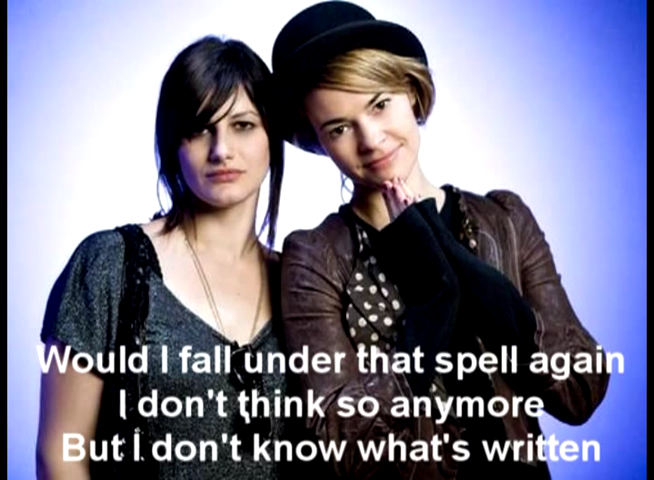 Would I fall under that spell again
I don't think so anymore
But I don't know what's written